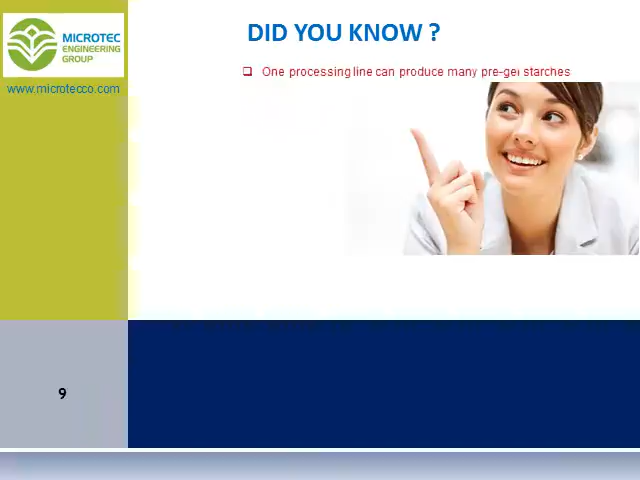 MICROTEC
ENGINEERING
GROUP
www.microtecco.com
DID YOU KNOW ?
One processing line can produce many pre-gel starches
9